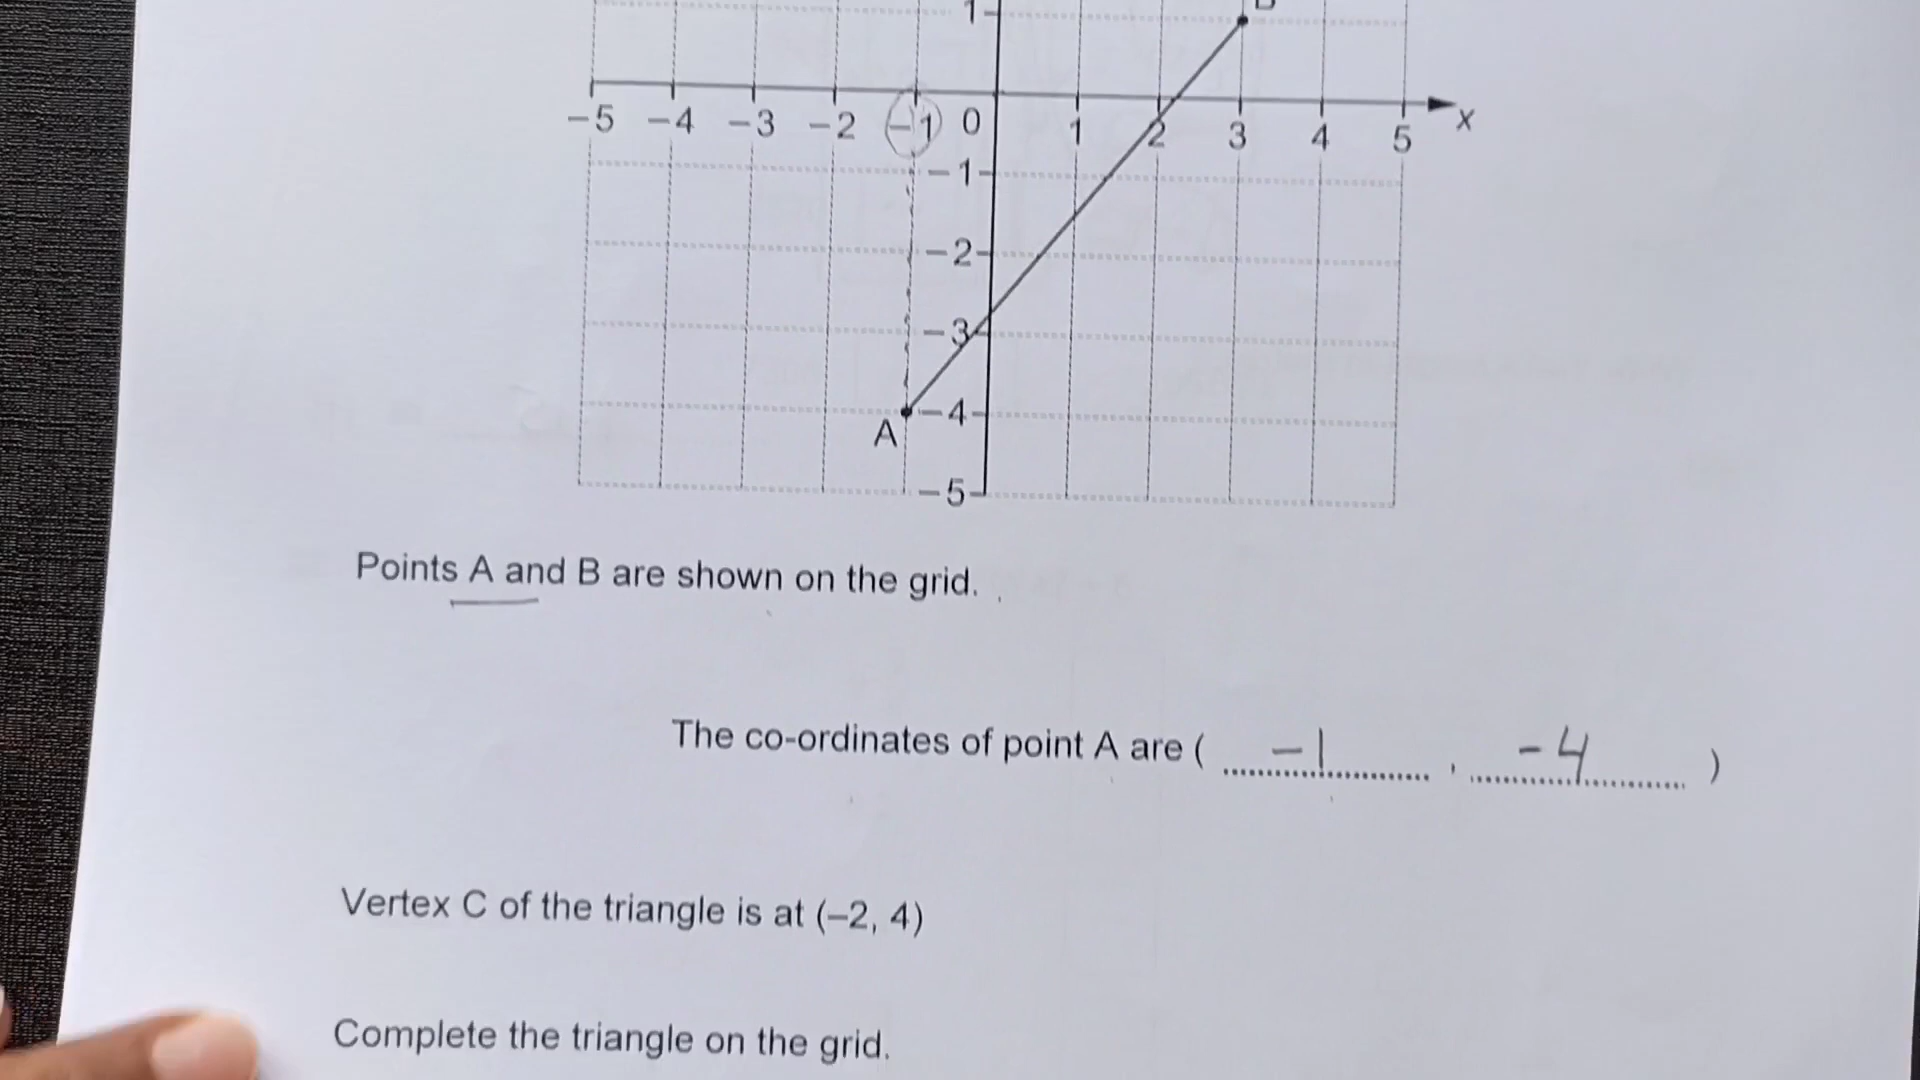 1
-5 -4 -3 -2 -1 0 1 2 3 4 5 x
-1
-2
-3
-4
A
-5
Points A and B are shown on the grid.
The co-ordinates of point A are ( -1 , -4 )
Vertex C of the triangle is at (–2, 4)
Complete the triangle on the grid.